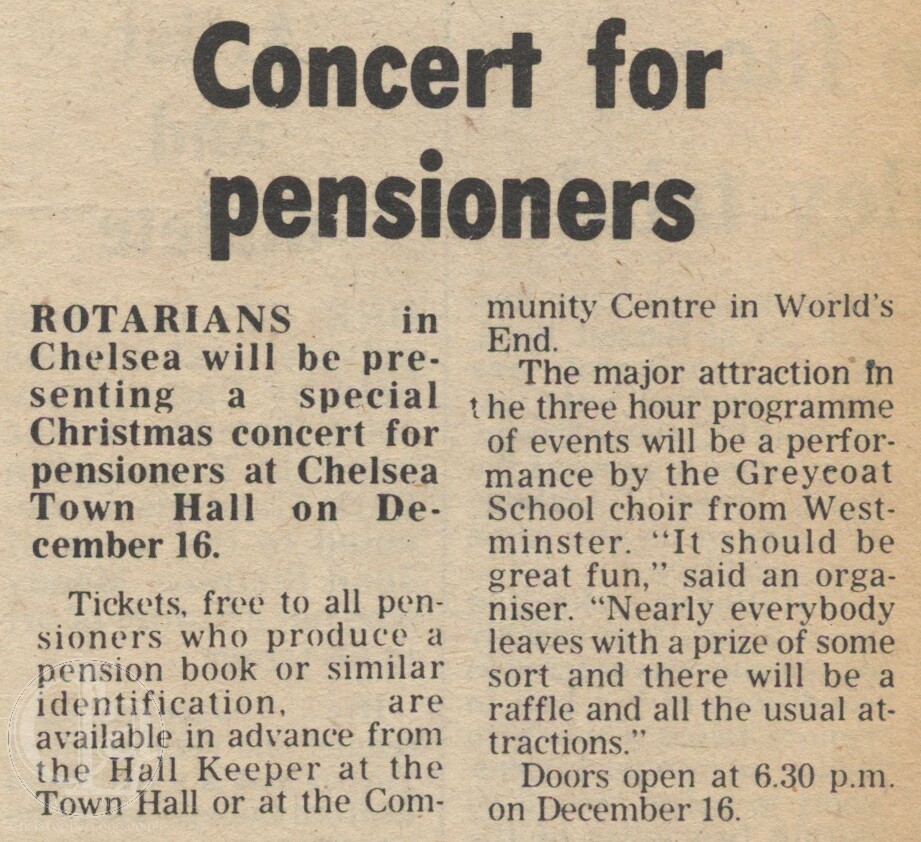 Concert for
pensioners
ROTARIANS in
Chelsea will be pre-
senting a special
Christmas concert for
pensioners at Chelsea
Town Hall on De-
cember 16.
Tickets, free to all pen-
sioners who produce a
pension book or similar
identification, are
available in advance from
the Hall Keeper at the
Town Hall or at the Com-
munity Centre in World's
End.
The major attraction in
the three hour programme
of events will be a perfor-
mance by the Greycoat
School choir from West-
minster. "It should be
great fun," said an orga-
niser. "Nearly everybody
leaves with a prize of some
sort and there will be a
raffle and all the usual at-
tractions."
Doors open at 6.30 p.m.
on December 16.